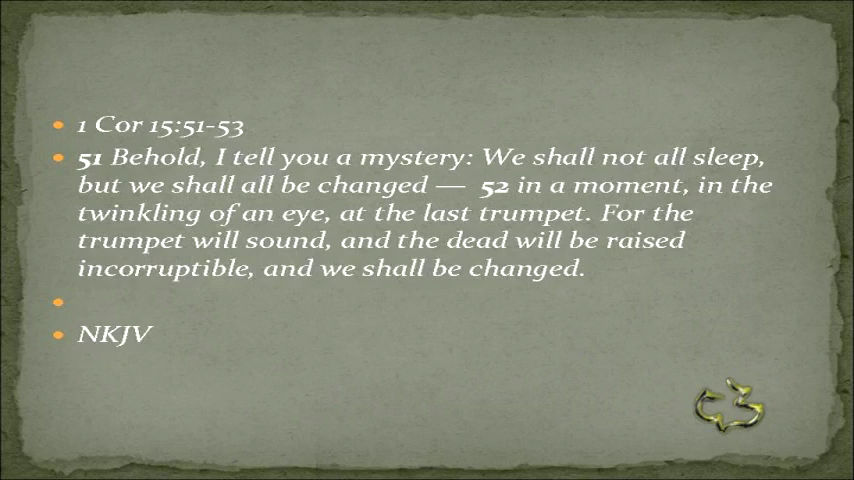 1 Cor 15:51-53
51 Behold, I tell you a mystery: We shall not all sleep,
but we shall all be changed — 52 in a moment, in the
twinkling of an eye, at the last trumpet. For the
trumpet will sound, and the dead will be raised
incorruptible, and we shall be changed.
NKJV